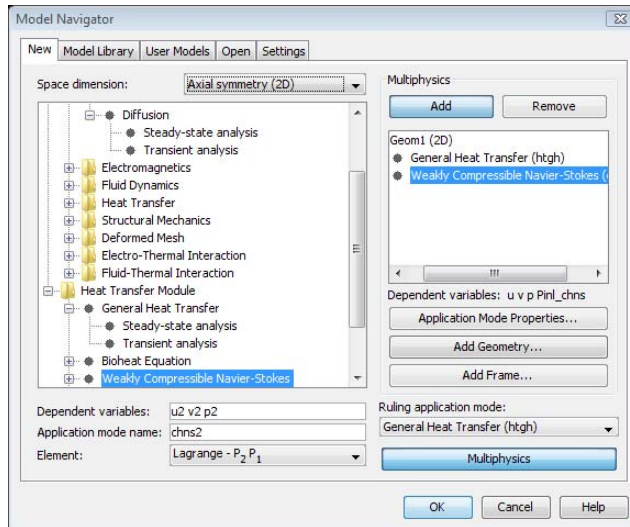 Model Navigator
New Model Library User Models Open Settings
Space dimension: Axial symmetry (2D)
Diffusion
Steady-state analysis
Transient analysis
Electromagnetics
Fluid Dynamics
Heat Transfer
Structural Mechanics
Deformed Mesh
Electro-Thermal Interaction
Fluid-Thermal Interaction
Heat Transfer Module
General Heat Transfer
Steady-state analysis
Transient analysis
Bioheat Equation
Weakly Compressible Navier-Stokes
Dependent variables: u2 v2 p2
Application mode name: chns2
Element: Lagrange - P2 P1
Multiphysics
Add Remove
Geom1 (2D)
General Heat Transfer (htgh)
Weakly Compressible Navier-Stokes (
Dependent variables: u v p Pinl_chns
Application Mode Properties...
Add Geometry...
Add Frame...
Ruling application mode:
General Heat Transfer (htgh)
Multiphysics
OK Cancel Help